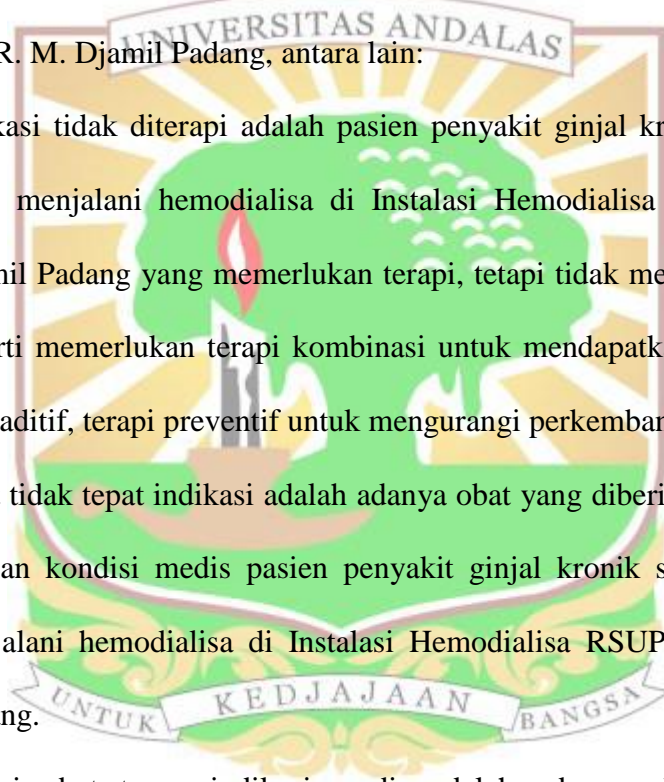 UNIVERSITAS ANDALAS
R. M. Djamil Padang, antara lain:
kasi tidak diterapi adalah pasien penyakit ginjal kr
menjalani hemodialisa di Instalasi Hemodialisa
mil Padang yang memerlukan terapi, tetapi tidak me
rti memerlukan terapi kombinasi untuk mendapatk
aditif, terapi preventif untuk mengurangi perkemban
tidak tepat indikasi adalah adanya obat yang diberi
an kondisi medis pasien penyakit ginjal kronik s
alani hemodialisa di Instalasi Hemodialisa RSUP
ng.
UNTUK KEDJAJAAN BANGSA